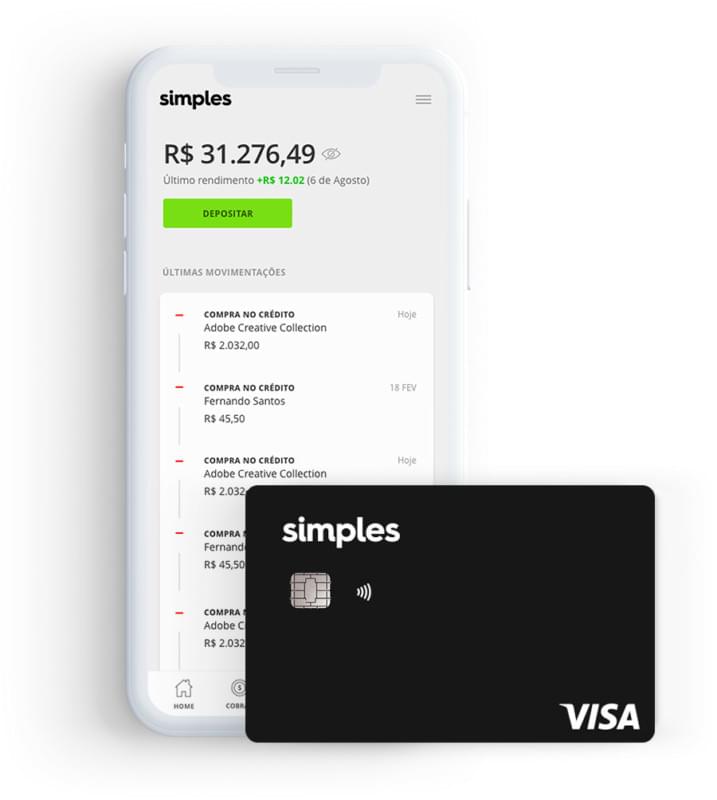 simples
R$ 31.276,49
Último rendimento +R$ 12.02 (6 de Agosto)
DEPOSITAR
ÚLTIMAS MOVIMENTAÇÕES
COMPRA NO CRÉDITO Hoje
Adobe Creative Collection
R$ 2.032,00
COMPRA NO CRÉDITO 18 FEV
Fernando Santos
R$ 45,50
COMPRA NO CRÉDITO Hoje
Adobe Creative Collection
R$ 2.032
COMPRA
Fernand
R$ 45,50
COMPRA
Adobe C
R$ 2.032
HOME
simples
VISA